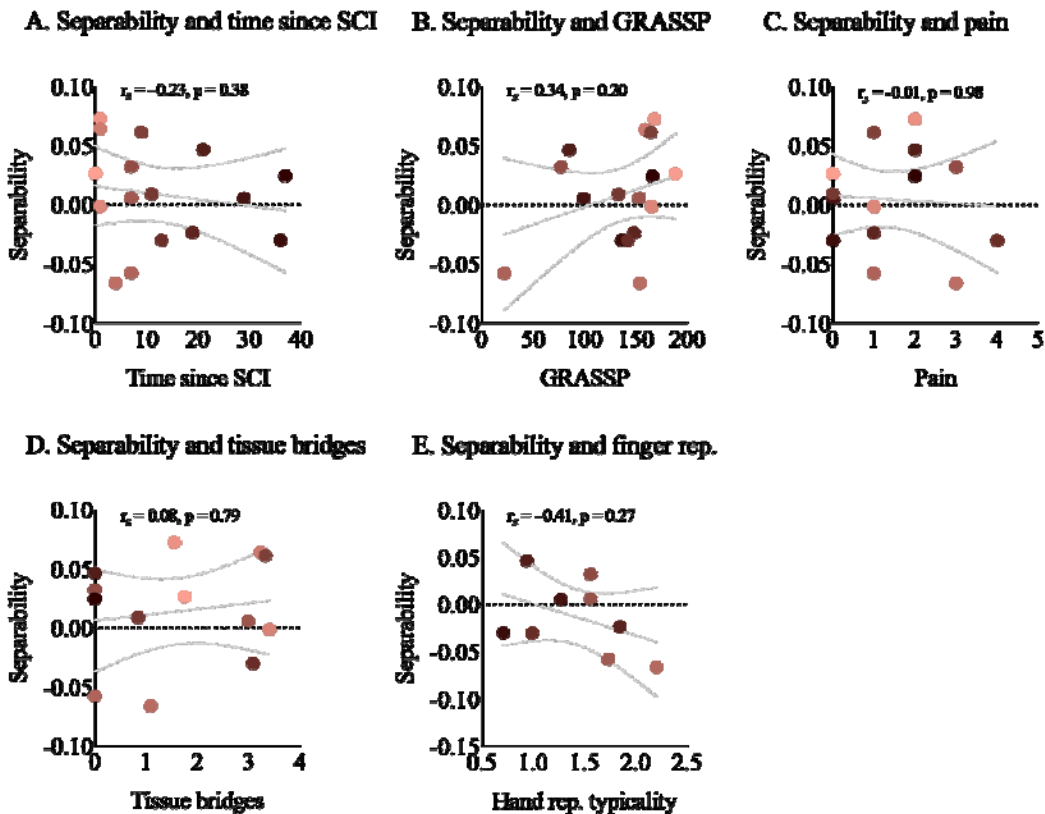 A. Separability and time since SCI
B. Separability and GRASSP
C. Separability and pain
rs = -0.23, p = 0.38
rs = 0.34, p = 0.20
rs = -0.01, p = 0.98
Separability
0.10
0.05
0.00
-0.05
-0.10
0 10 20 30 40
Time since SCI
Separability
0.10
0.05
0.00
-0.05
-0.10
0 50 100 150 200
GRASSP
Separability
0.10
0.05
0.00
-0.05
-0.10
0 1 2 3 4 5
Pain
D. Separability and tissue bridges
E. Separability and finger rep.
rs = 0.08, p = 0.79
rs = -0.41, p = 0.27
Separability
0.10
0.05
0.00
-0.05
-0.10
0 1 2 3 4
Tissue bridges
Separability
0.10
0.05
0.00
-0.05
-0.10
-0.15
0.5 1.0 1.5 2.0 2.5
Hand rep. typicality